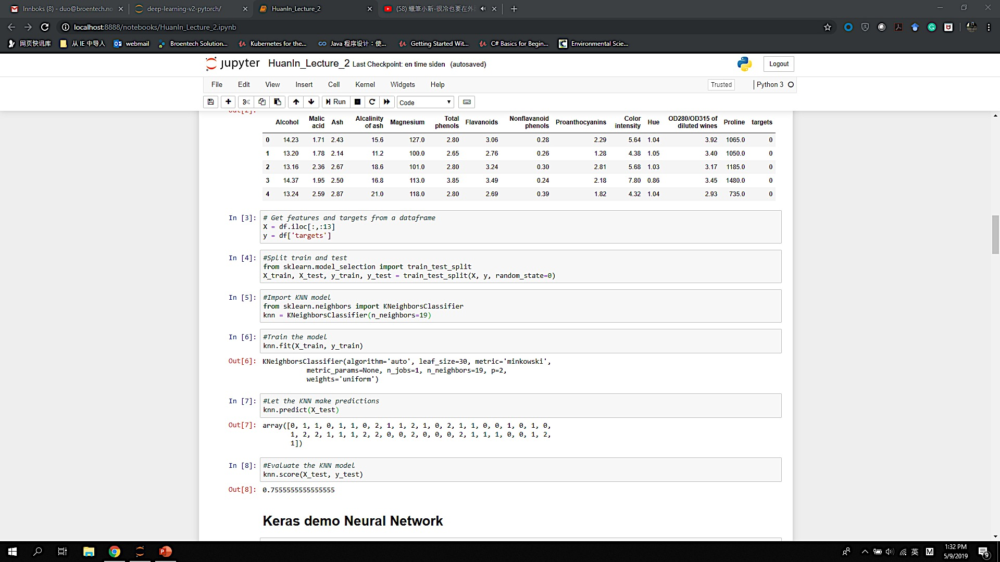 Innboks (8) - duo@broentech.no
deep-learning-v2-pytorch/
HuanIn_Lecture_2
(58) 蠟筆小新-很冷也要在外
localhost:8888/notebooks/HuanIn_Lecture_2.ipynb
网页快讯库
从 IE 中导入
webmail
Broentech Solution...
Kubernetes for the...
Java 程序设计：使...
Getting Started Wit...
C# Basics for Begin...
Environmental Scie...
jupyter HuanIn_Lecture_2 Last Checkpoint: en time siden (autosaved)
Logout
File Edit View Insert Cell Kernel Widgets Help
Trusted
Python 3
Run
Code
Out[2]:
Alcohol Malic acid Ash Alcalinity of ash Magnesium Total phenols Flavanoids Nonflavanoid phenols Proanthocyanins Color intensity Hue OD280/OD315 of diluted wines Proline targets
0 14.23 1.71 2.43 15.6 127.0 2.80 3.06 0.28 2.29 5.64 1.04 3.92 1065.0 0
1 13.20 1.78 2.14 11.2 100.0 2.65 2.76 0.26 1.28 4.38 1.05 3.40 1050.0 0
2 13.16 2.36 2.67 18.6 101.0 2.80 3.24 0.30 2.81 5.68 1.03 3.17 1185.0 0
3 14.37 1.95 2.50 16.8 113.0 3.85 3.49 0.24 2.18 7.80 0.86 3.45 1480.0 0
4 13.24 2.59 2.87 21.0 118.0 2.80 2.69 0.39 1.82 4.32 1.04 2.93 735.0 0
In [3]: # Get features and targets from a dataframe
X = df.iloc[:,:13]
y = df['targets']
In [4]: #Split train and test
from sklearn.model_selection import train_test_split
X_train, X_test, y_train, y_test = train_test_split(X, y, random_state=0)
In [5]: #Import KNN model
from sklearn.neighbors import KNeighborsClassifier
knn = KNeighborsClassifier(n_neighbors=19)
In [6]: #Train the model
knn.fit(X_train, y_train)
Out[6]: KNeighborsClassifier(algorithm='auto', leaf_size=30, metric='minkowski',
metric_params=None, n_jobs=1, n_neighbors=19, p=2,
weights='uniform')
In [7]: #Let the KNN make predictions
knn.predict(X_test)
Out[7]: array([0, 1, 1, 0, 1, 1, 0, 2, 1, 1, 2, 1, 0, 2, 1, 1, 0, 0, 1, 0, 1, 0,
1, 2, 2, 1, 1, 1, 2, 2, 0, 0, 2, 0, 0, 0, 2, 1, 1, 1, 0, 0, 1, 2,
1])
In [8]: #Evaluate the KNN model
knn.score(X_test, y_test)
Out[8]: 0.7555555555555555
Keras demo Neural Network
英
M
1:32 PM
5/9/2019
9